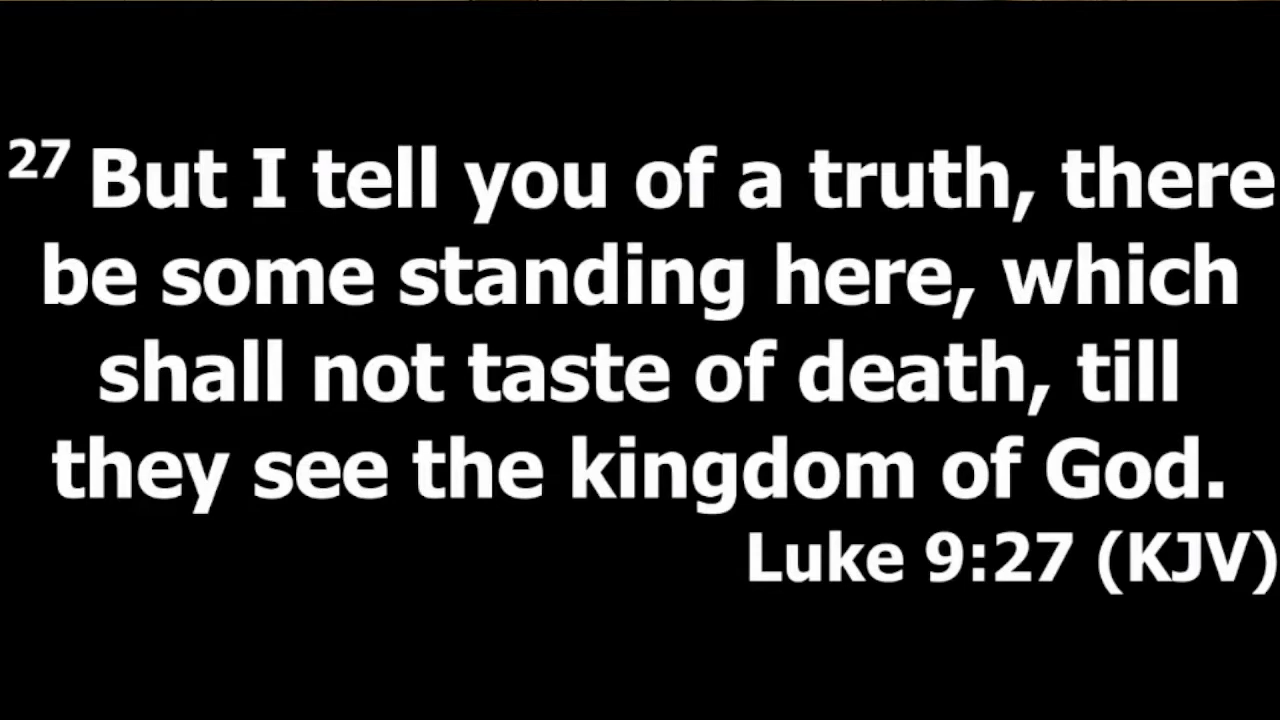 27 But I tell you of a truth, there
be some standing here, which
shall not taste of death, till
they see the kingdom of God.
Luke 9:27 (KJV)